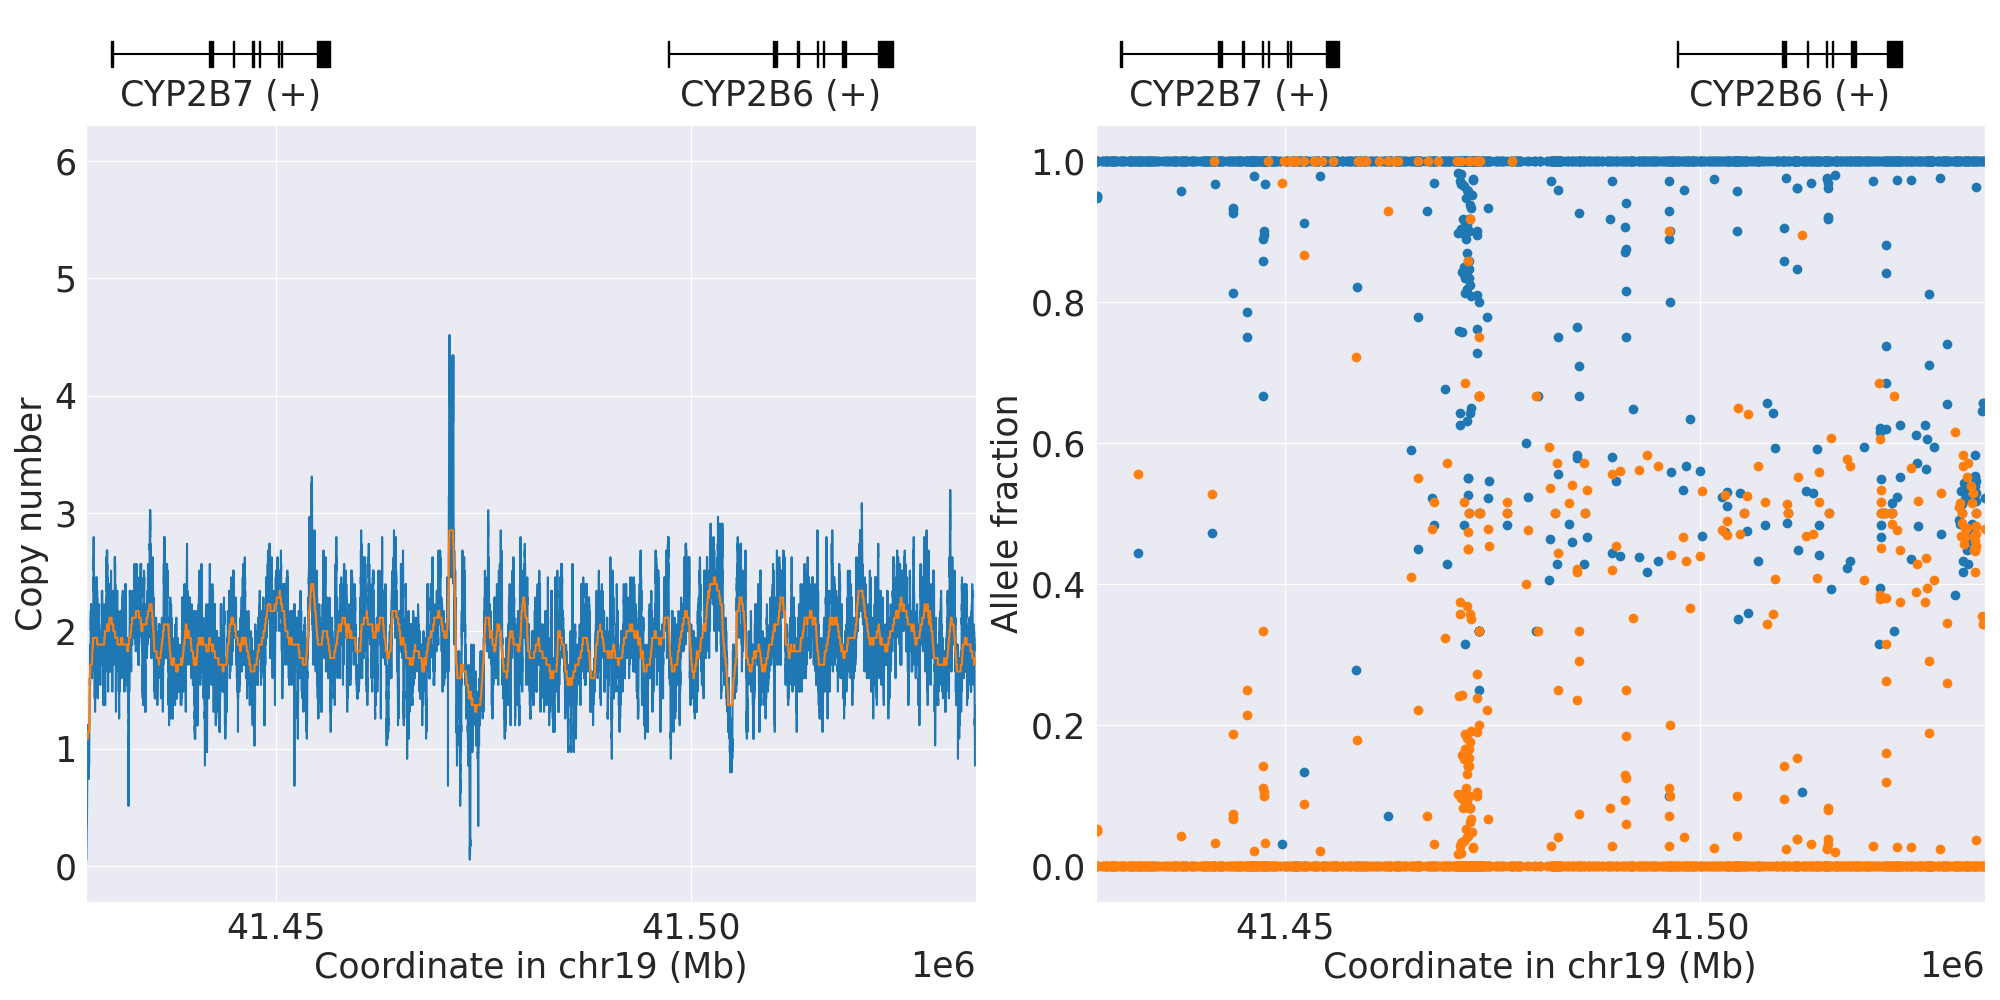 CYP2B7 (+) CYP2B6 (+)
CYP2B7 (+) CYP2B6 (+)
Copy number
6
5
4
3
2
1
0
41.45 41.50
Coordinate in chr19 (Mb) 1e6
Allele fraction
1.0
0.8
0.6
0.4
0.2
0.0
41.45 41.50
Coordinate in chr19 (Mb) 1e6